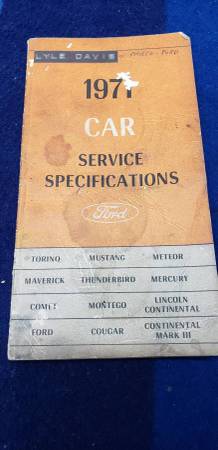 LYLE DAVIS
1971
CAR
SERVICE
SPECIFICATIONS
Ford
TORINO MUSTANG METEOR
MAVERICK THUNDERBIRD MERCURY
COMET MONTEGO LINCOLN CONTINENTAL
FORD COUGAR CONTINENTAL MARK III